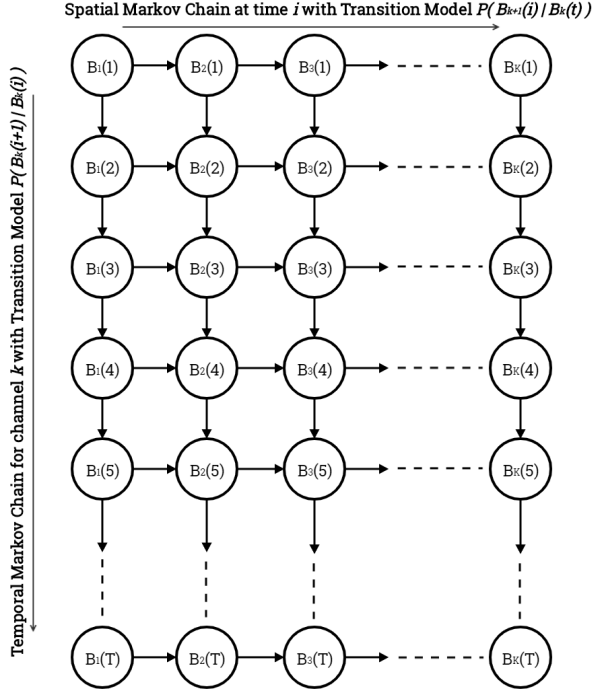 Spatial Markov Chain at time i with Transition Model P( Bk+1(i) | Bk(t) )
Temporal Markov Chain for channel k with Transition Model P( Bk(i+1) | Bk(i) )
B1(1) B2(1) B3(1) BK(1)
B1(2) B2(2) B3(2) BK(2)
B1(3) B2(3) B3(3) BK(3)
B1(4) B2(4) B3(4) BK(4)
B1(5) B2(5) B3(5) BK(5)
B1(T) B2(T) B3(T) BK(T)